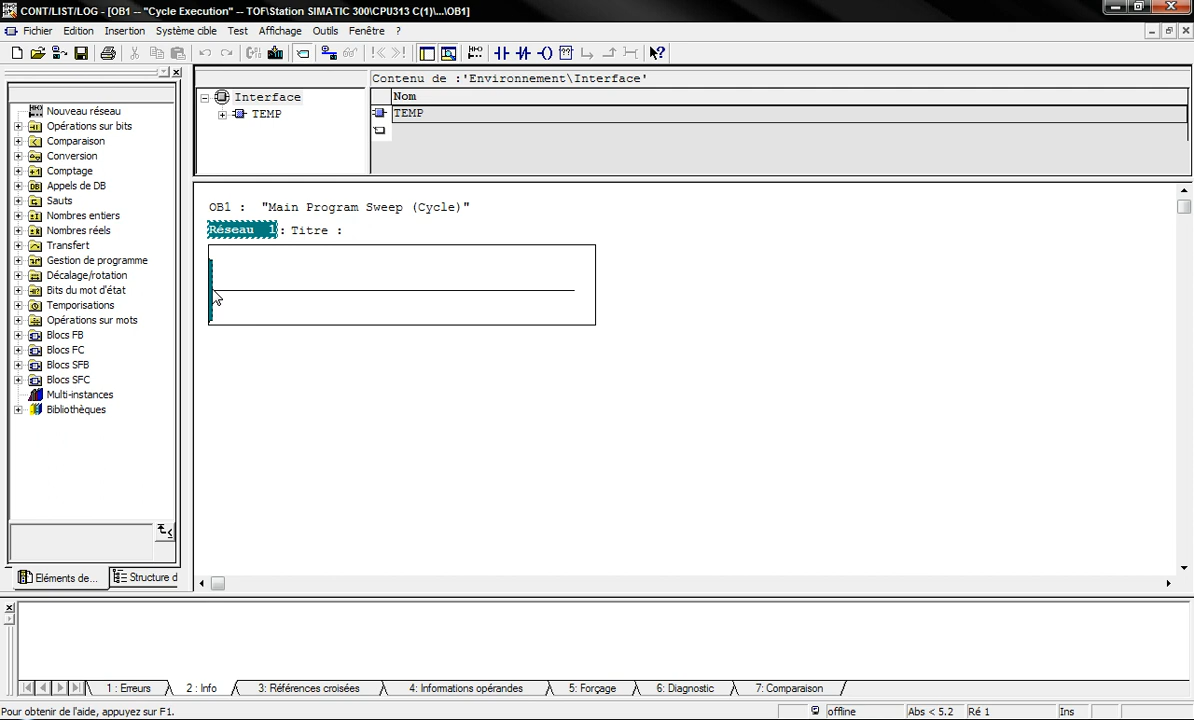 CONT/LIST/LOG - [OB1 -- "Cycle Execution" -- TOF\Station SIMATIC 300\CPU313 C(1)\...\OB1]
Fichier Edition Insertion Système cible Test Affichage Outils Fenêtre ?
Contenu de :'Environnement\Interface'
Interface
TEMP
Nom
TEMP
Nouveau réseau
Opérations sur bits
Comparaison
Conversion
Comptage
Appels de DB
Sauts
Nombres entiers
Nombres réels
Transfert
Gestion de programme
Décalage/rotation
Bits du mot d'état
Temporisations
Opérations sur mots
Blocs FB
Blocs FC
Blocs SFB
Blocs SFC
Multi-instances
Bibliothèques
Eléments de... Structure d
OB1 : "Main Program Sweep (Cycle)"
Réseau 1: Titre :
1 : Erreurs 2 : Info 3: Références croisées 4: Informations opérandes 5: Forçage 6: Diagnostic 7: Comparaison
Pour obtenir de l'aide, appuyez sur F1. offline Abs < 5.2 Ré 1 Ins